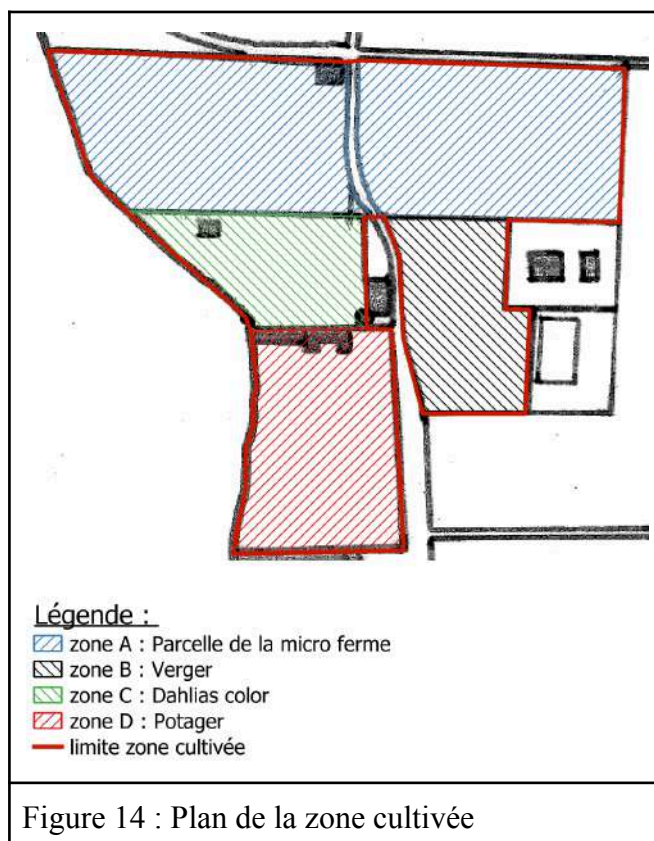 Légende :
zone A : Parcelle de la micro ferme
zone B : Verger
zone C : Dahlias color
zone D : Potager
limite zone cultivée
Figure 14 : Plan de la zone cultivée